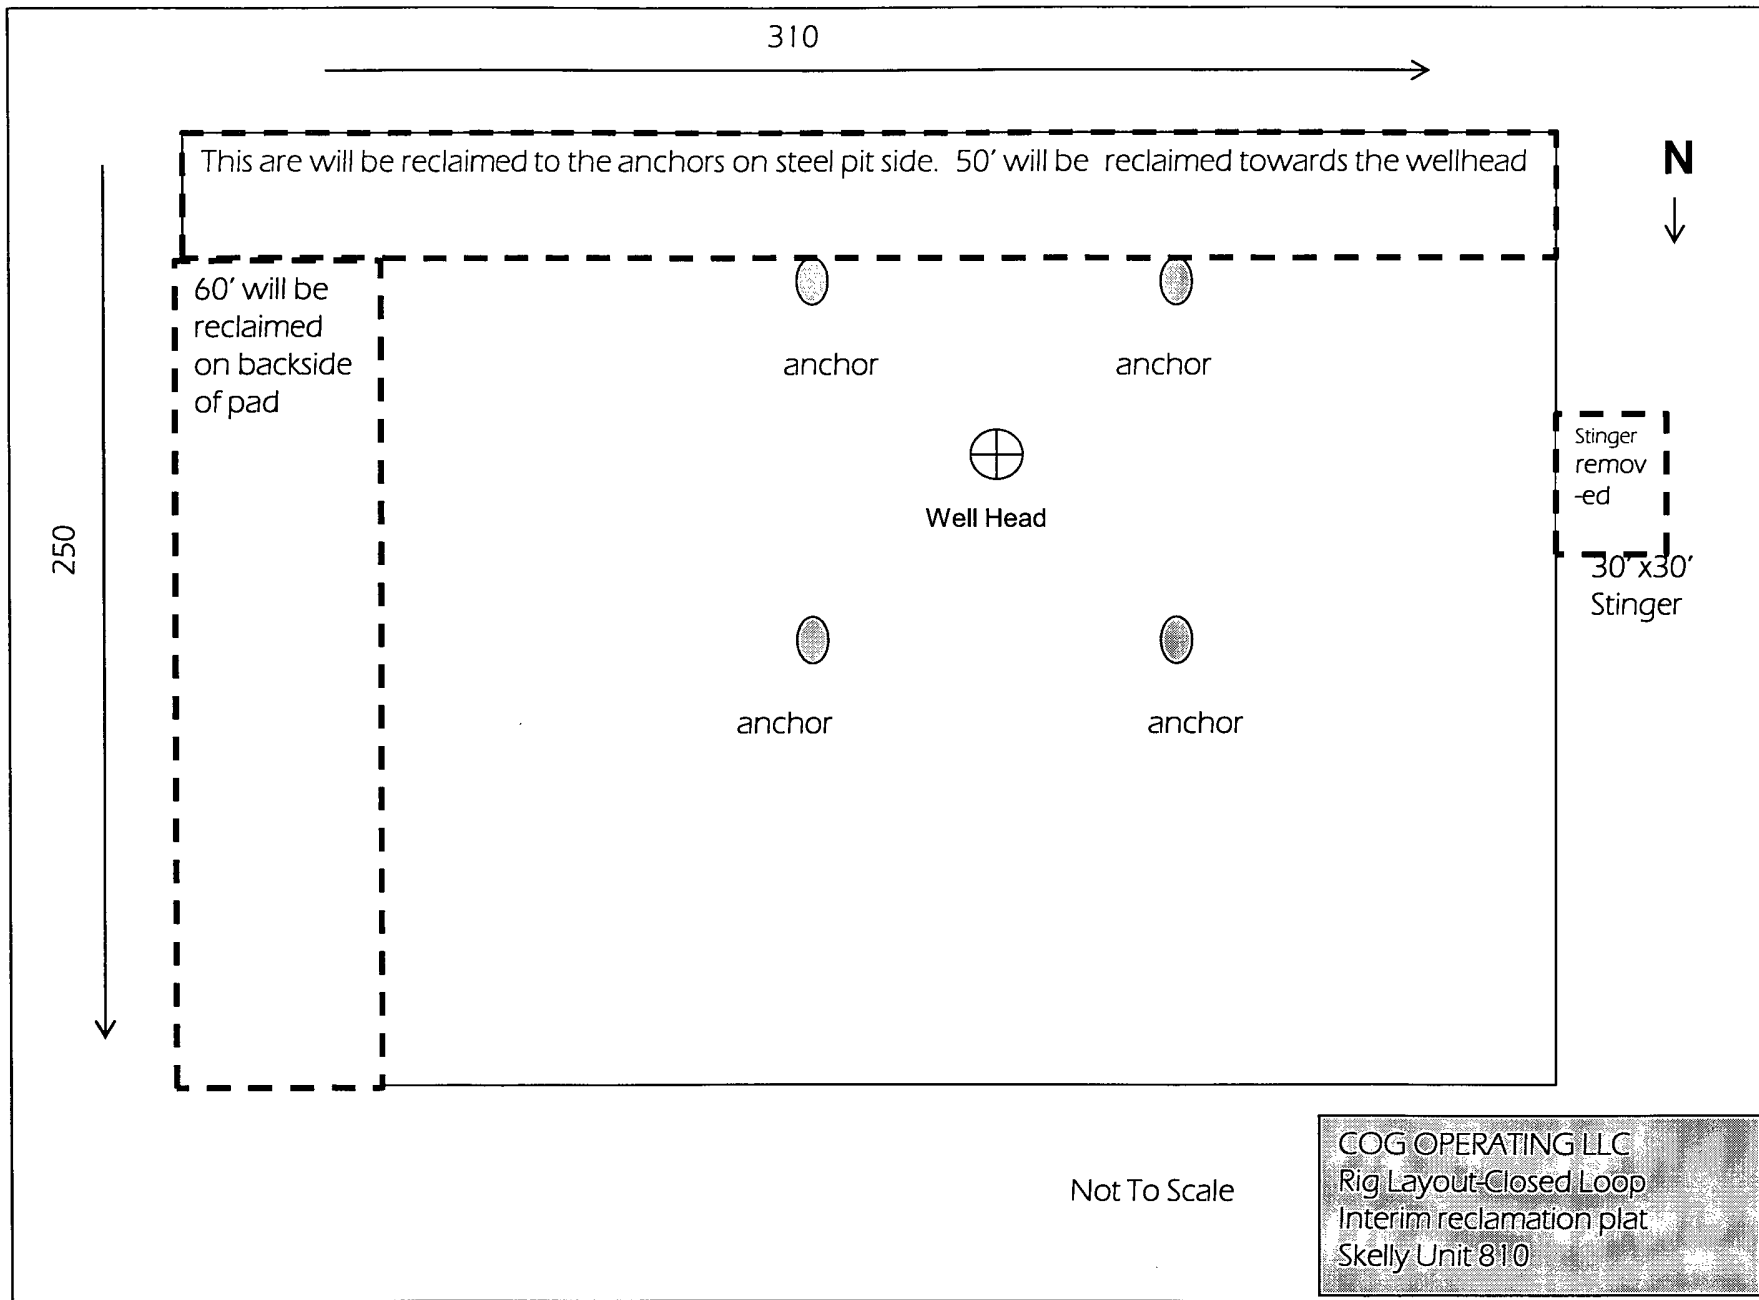 310
This are will be reclaimed to the anchors on steel pit side. 50' will be reclaimed towards the wellhead
N
60' will be
reclaimed
on backside
of pad
anchor
anchor
Stinger
remov
-ed
Well Head
250
30' x30'
Stinger
anchor
anchor
Not To Scale
COG OPERATING LLC
Rig Layout-Closed Loop
Interim reclamation plat
Skelly Unit 810